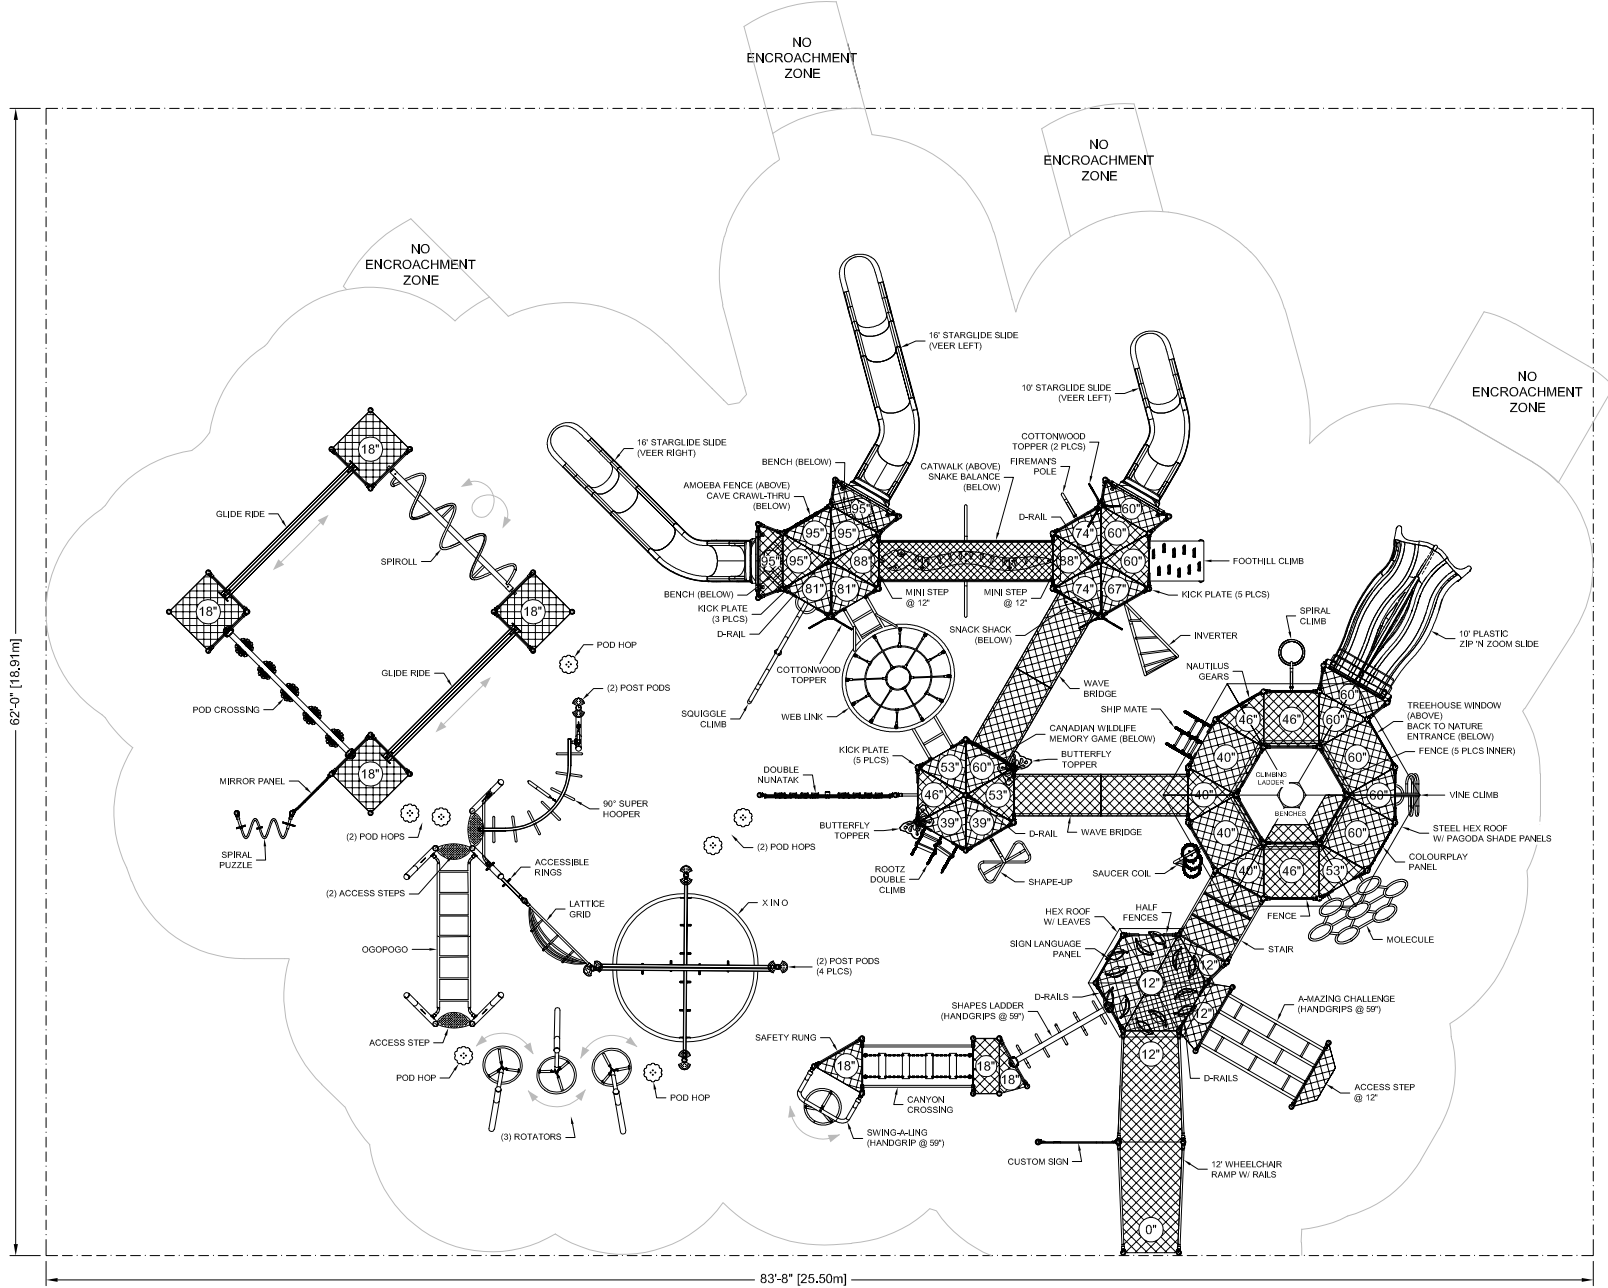 NO
ENCROACHMENT
ZONE
NO
ENCROACHMENT
ZONE
NO
ENCROACHMENT
ZONE
NO
ENCROACHMENT
ZONE
16' STARGLIDE SLIDE
(VEER LEFT)
10' STARGLIDE SLIDE
(VEER LEFT)
16' STARGLIDE SLIDE
(VEER RIGHT)
BENCH (BELOW)
AMOEBA FENCE (ABOVE)
CAVE CRAWL-THRU
(BELOW)
CATWALK (ABOVE)
SNAKE BALANCE
(BELOW)
COTTONWOOD
TOPPER (2 PLCS)
FIREMAN'S
POLE
D-RAIL
18"
GLIDE RIDE
SPIROLL
18"
18"
95"
95"
95"
95"
95"
88"
81"
81"
60"
74"
60"
88"
60"
74"
67"
FOOTHILL CLIMB
BENCH (BELOW)
KICK PLATE
(3 PLCS)
D-RAIL
MINI STEP
@ 12"
MINI STEP
@ 12"
KICK PLATE (5 PLCS)
SNACK SHACK
(BELOW)
INVERTER
SPIRAL
CLIMB
10' PLASTIC
ZIP 'N ZOOM SLIDE
POD HOP
GLIDE RIDE
(2) POST PODS
POD CROSSING
COTTONWOOD
TOPPER
SQUIGGLE
CLIMB
WEB LINK
WAVE
BRIDGE
NAUTILUS
GEARS
SHIP MATE
TREEHOUSE WINDOW
(ABOVE)
BACK TO NATURE
ENTRANCE (BELOW)
FENCE (5 PLCS INNER)
CANADIAN WILDLIFE
MEMORY GAME (BELOW)
BUTTERFLY
TOPPER
KICK PLATE
(5 PLCS)
DOUBLE
NUNATAK
18"
MIRROR PANEL
SPIRAL
PUZZLE
(2) POD HOPS
90° SUPER
HOOPER
(2) POD HOPS
53"
60"
46"
53"
39"
39"
60"
46"
46"
60"
40"
60"
40"
60"
40"
60"
40"
46"
53"
CLIMBING
LADDER
BENCHES
VINE CLIMB
STEEL HEX ROOF
W/ PAGODA SHADE PANELS
COLOURPLAY
PANEL
BUTTERFLY
TOPPER
D-RAIL
WAVE BRIDGE
ROOTZ
DOUBLE
CLIMB
SHAPE-UP
SAUCER COIL
(2) ACCESS STEPS
ACCESSIBLE
RINGS
LATTICE
GRID
X IN O
HEX ROOF
W/ LEAVES
HALF
FENCES
FENCE
MOLECULE
STAIR
OGOPOGO
SIGN LANGUAGE
PANEL
(2) POST PODS
(4 PLCS)
D-RAILS
12"
12"
12"
12"
SHAPES LADDER
(HANDGRIPS @ 59")
A-MAZING CHALLENGE
(HANDGRIPS @ 59")
ACCESS STEP
SAFETY RUNG
POD HOP
POD HOP
(3) ROTATORS
18"
18"
18"
CANYON
CROSSING
SWING-A-LING
(HANDGRIP @ 59")
D-RAILS
ACCESS STEP
@ 12"
CUSTOM SIGN
12' WHEELCHAIR
RAMP W/ RAILS
0"
62'-0" [18.91m]
83'-8" [25.50m]